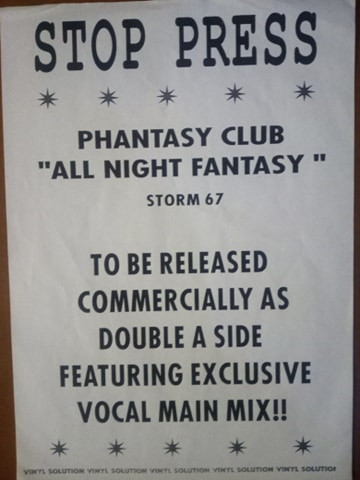 STOP PRESS
PHANTASY CLUB
"ALL NIGHT FANTASY "
STORM 67
TO BE RELEASED
COMMERCIALLY AS
DOUBLE A SIDE
FEATURING EXCLUSIVE
VOCAL MAIN MIX!!
VINYL SOLUTION VINYL SOLUTION VINYL SOLUTION VINYL SOLUTION VINYL SOLUTION